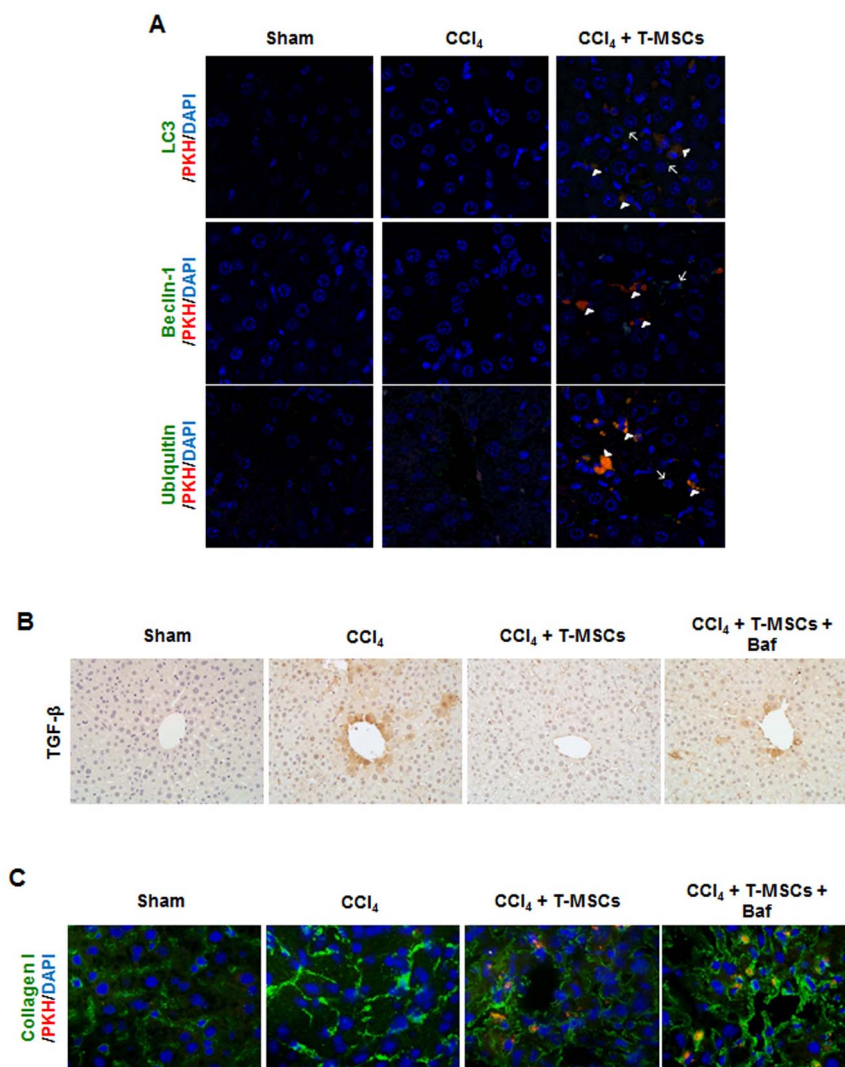 A
Sham CCl₄ CCl₄ + T-MSCs
LC3
/PKH/DAPI
Beclin-1
/PKH/DAPI
Ubiquitin
/PKH/DAPI
B
Sham CCl₄ CCl₄ + T-MSCs CCl₄ + T-MSCs +
Baf
TGF-β
C
Sham CCl₄ CCl₄ + T-MSCs CCl₄ + T-MSCs +
Baf
Collagen I
/PKH/DAPI